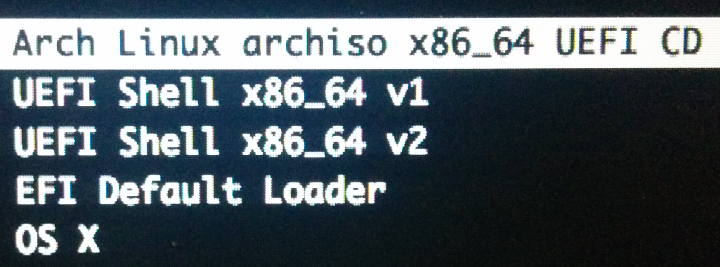 Arch Linux archiso x86_64 UEFI CD
UEFI Shell x86_64 v1
UEFI Shell x86_64 v2
EFI Default Loader
OS X